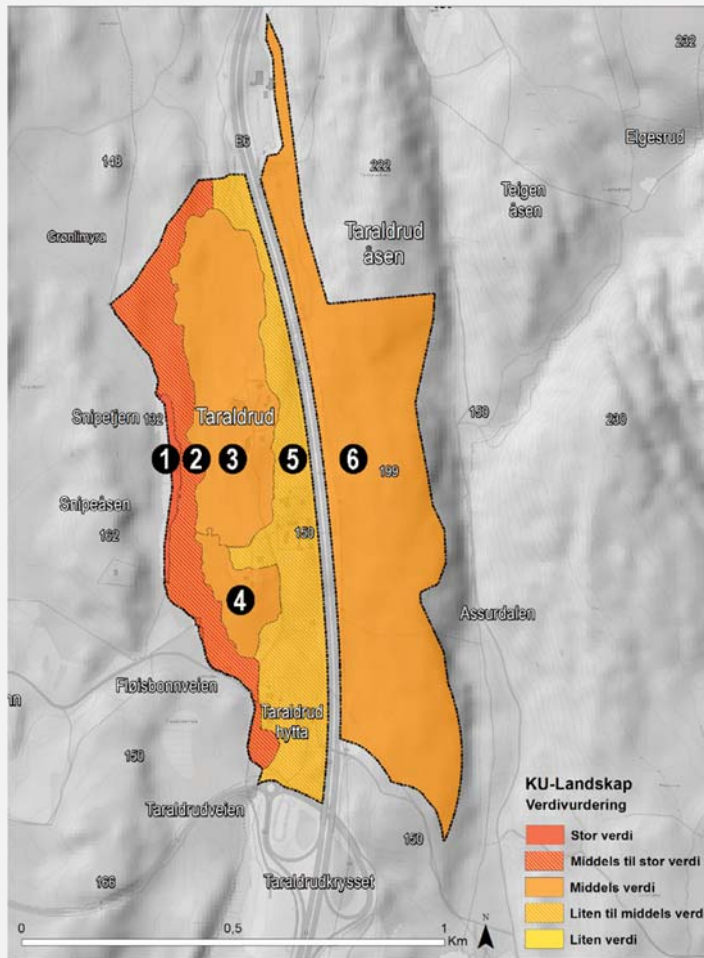 232
E6
148
222
Elgesrud
Teigen
åsen
Grønlimyra
Taraldrud
åsen
Snipetjern 132
Taraldrud
150
230
1 2 3 5 6
199
Snipeåsen
162
150
4
Assurdalen
Fløisbonnveien
Taraldrud
hytta
150
KU-Landskap
Verdivurdering
Stor verdi
Taraldrudveien
150
Middels til stor verdi
Taraldrudkrysset
166
Middels verdi
Liten til middels verdi
N
0 0,5 1
Km
Liten verdi